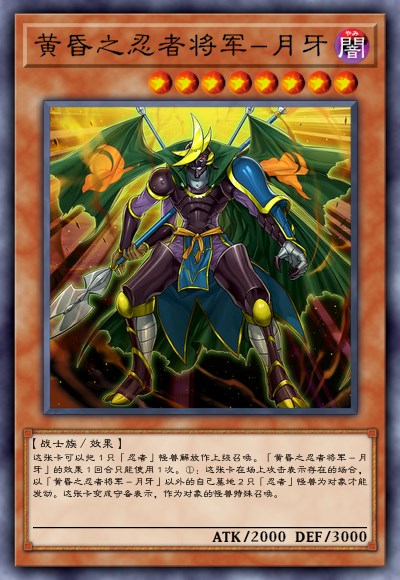 黄昏之忍者将军－月牙
やみ
闇
【战士族/效果】
这张卡可以把1只「忍者」怪兽解放作上级召唤。「黄昏之忍者将军－月
牙」的效果1回合只能使用1次。①：这张卡在场上攻击表示存在的场合，
以「黄昏之忍者将军－月牙」以外的自己墓地2只「忍者」怪兽为对象才能
发动。这张卡变成守备表示，作为对象的怪兽特殊召唤。
ATK/2000 DEF/3000